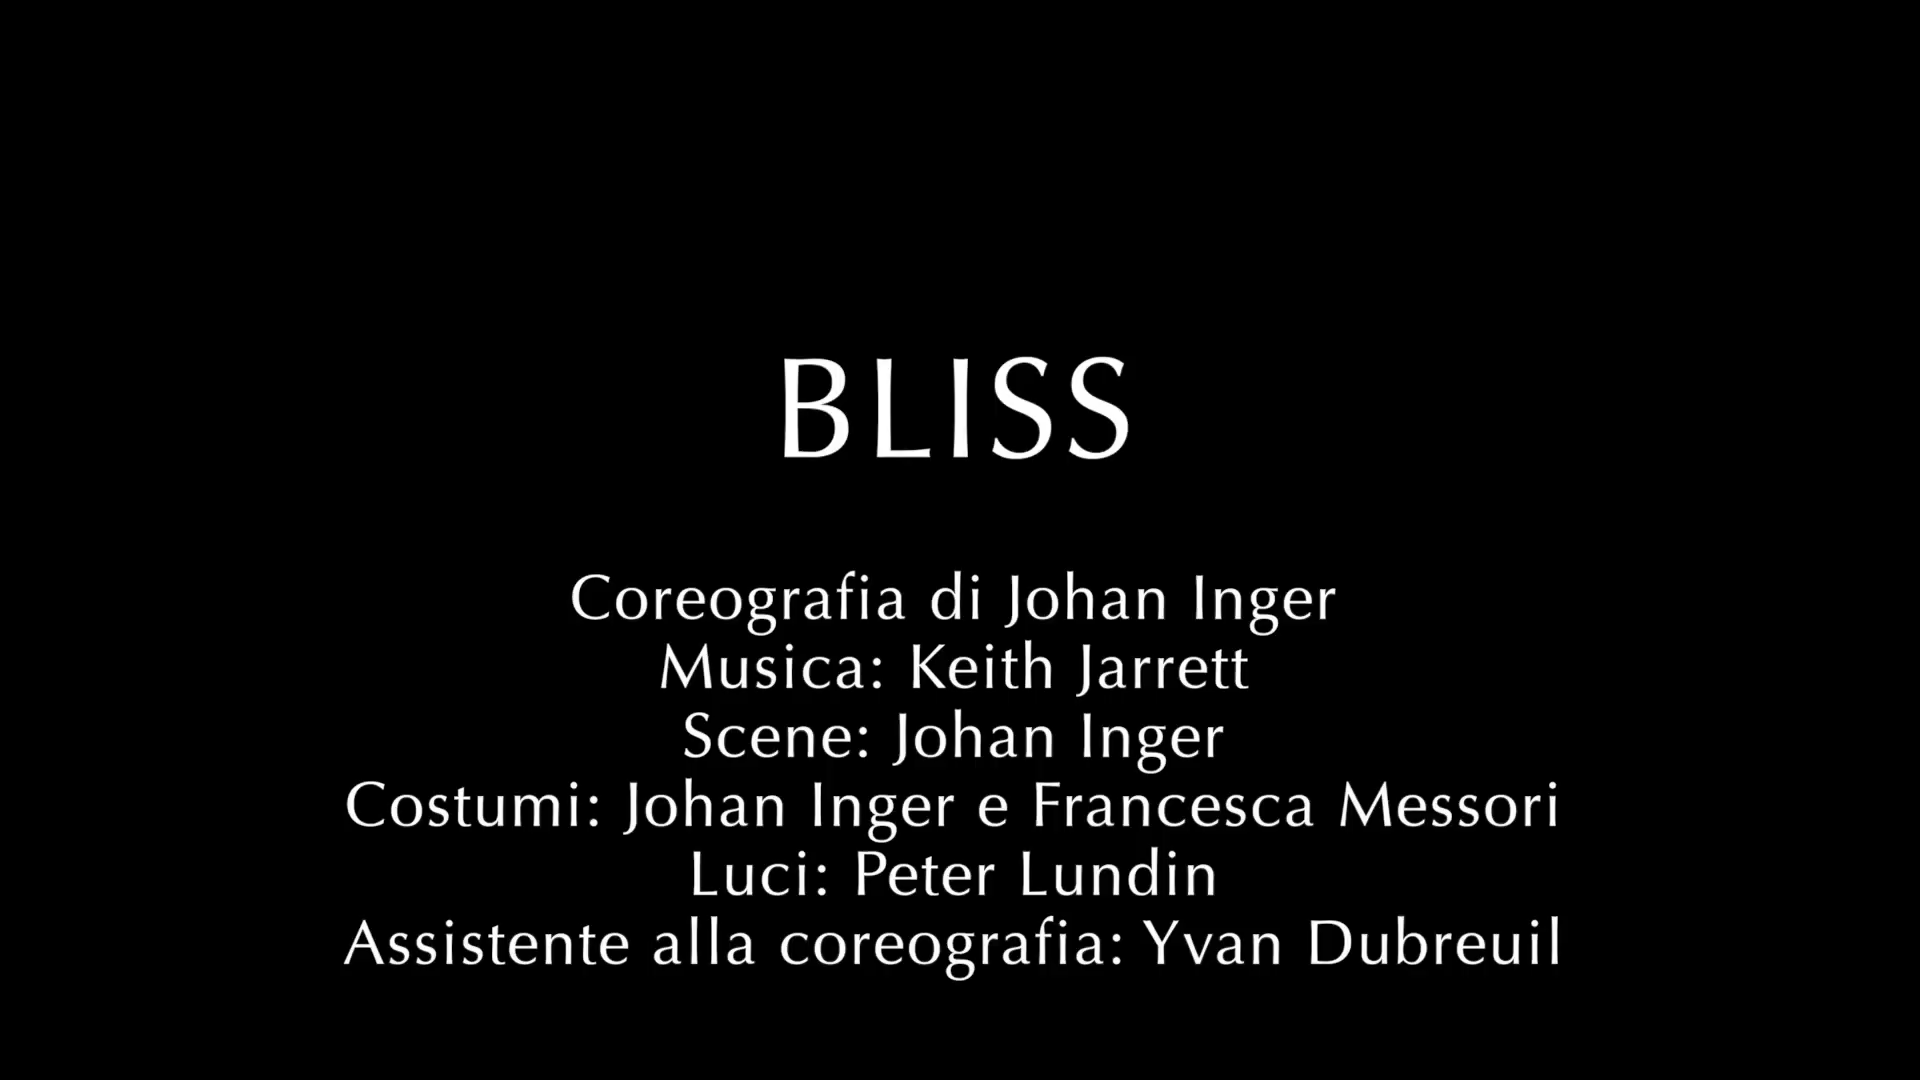 BLISS
Coreografia di Johan Inger
Musica: Keith Jarrett
Scene: Johan Inger
Costumi: Johan Inger e Francesca Messori
Luci: Peter Lundin
Assistente alla coreografia: Yvan Dubreuil